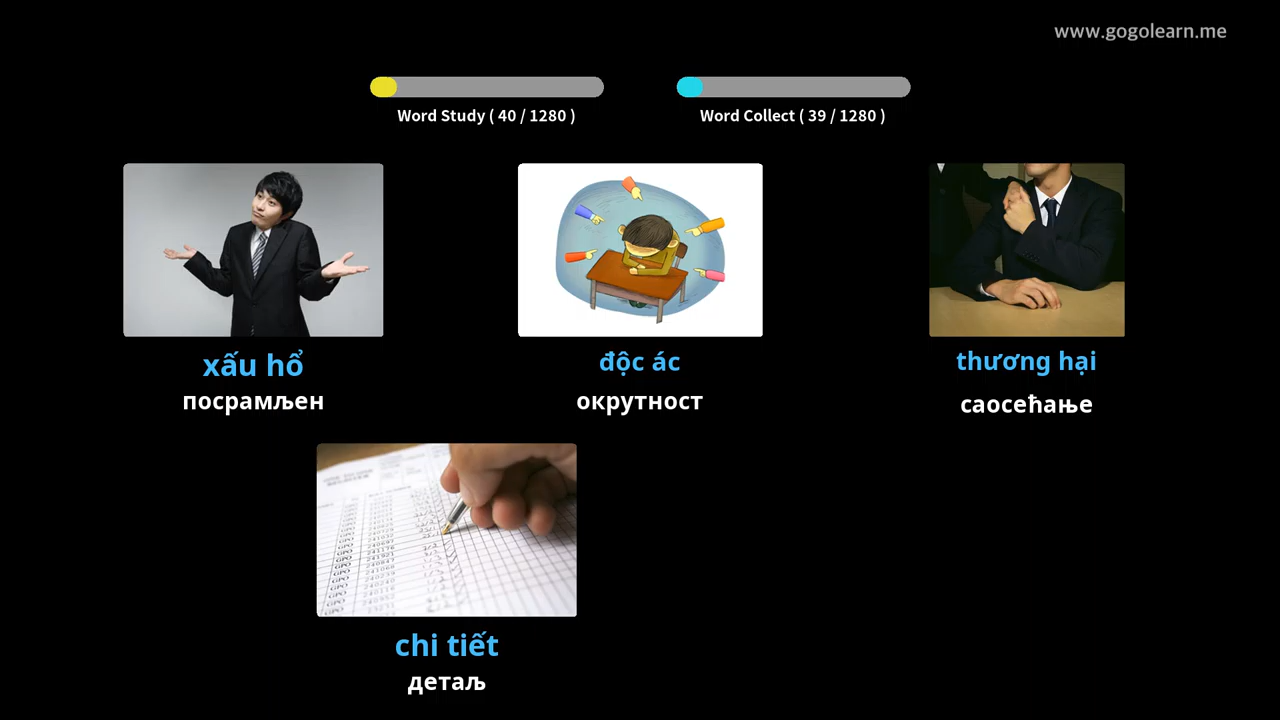 www.gogolearn.me
Word Study ( 40 / 1280 )
Word Collect ( 39 / 1280 )
xấu hổ
посрамљен
độc ác
окрутност
thương hại
саосећање
chi tiết
детаљ